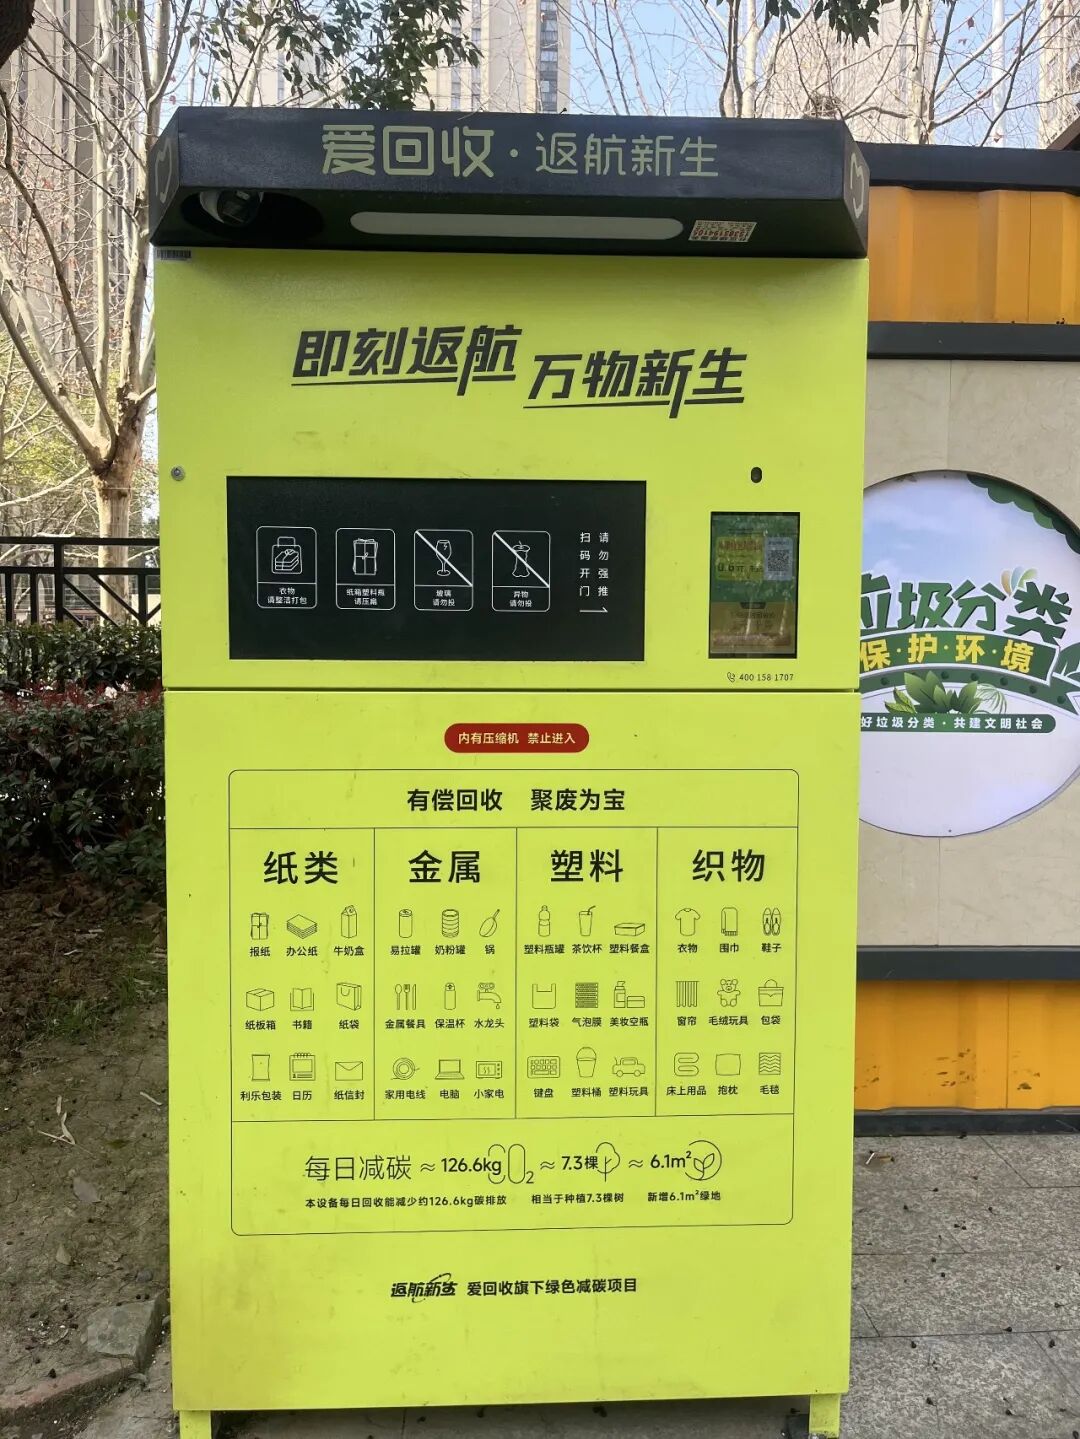 爱回收·返航新生
即刻返航
万物新生
衣物
请整洁打包
纸箱塑料瓶
请压扁
玻璃
请勿投
异物
请勿投
请勿强推
扫码开门
400 158 1707
内有压缩机 禁止进入
有偿回收 聚废为宝
纸类 金属 塑料 织物
报纸 办公纸 牛奶盒 易拉罐 奶粉罐 锅 塑料瓶罐 茶饮杯 塑料餐盒 衣物 围巾 鞋子
纸板箱 书籍 纸袋 金属餐具 保温杯 水龙头 塑料袋 气泡膜 美妆空瓶 窗帘 毛绒玩具 包袋
利乐包装 日历 纸信封 家用电线 电脑 小家电 键盘 塑料桶 塑料玩具 床上用品 抱枕 毛毯
每日减碳 ≈ 126.6kg CO₂ ≈ 7.3棵 ≈ 6.1m²
本设备每日回收能减少约126.6kg碳排放 相当于种植7.3棵树 新增6.1m²绿地
返航新生 爱回收旗下绿色减碳项目
垃圾分类
保·护·环·境
好垃圾分类·共建文明社会